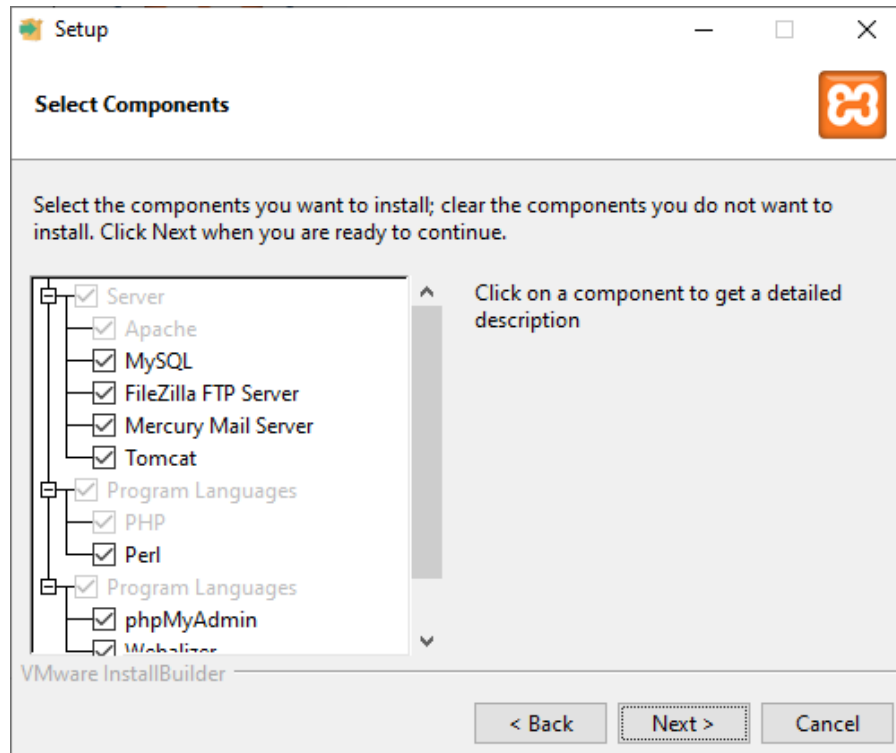 Setup
Select Components
Select the components you want to install; clear the components you do not want to
install. Click Next when you are ready to continue.
Server
Apache
MySQL
FileZilla FTP Server
Mercury Mail Server
Tomcat
Program Languages
PHP
Perl
Program Languages
phpMyAdmin
Webalizer
Click on a component to get a detailed
description
VMware InstallBuilder
< Back
Next >
Cancel